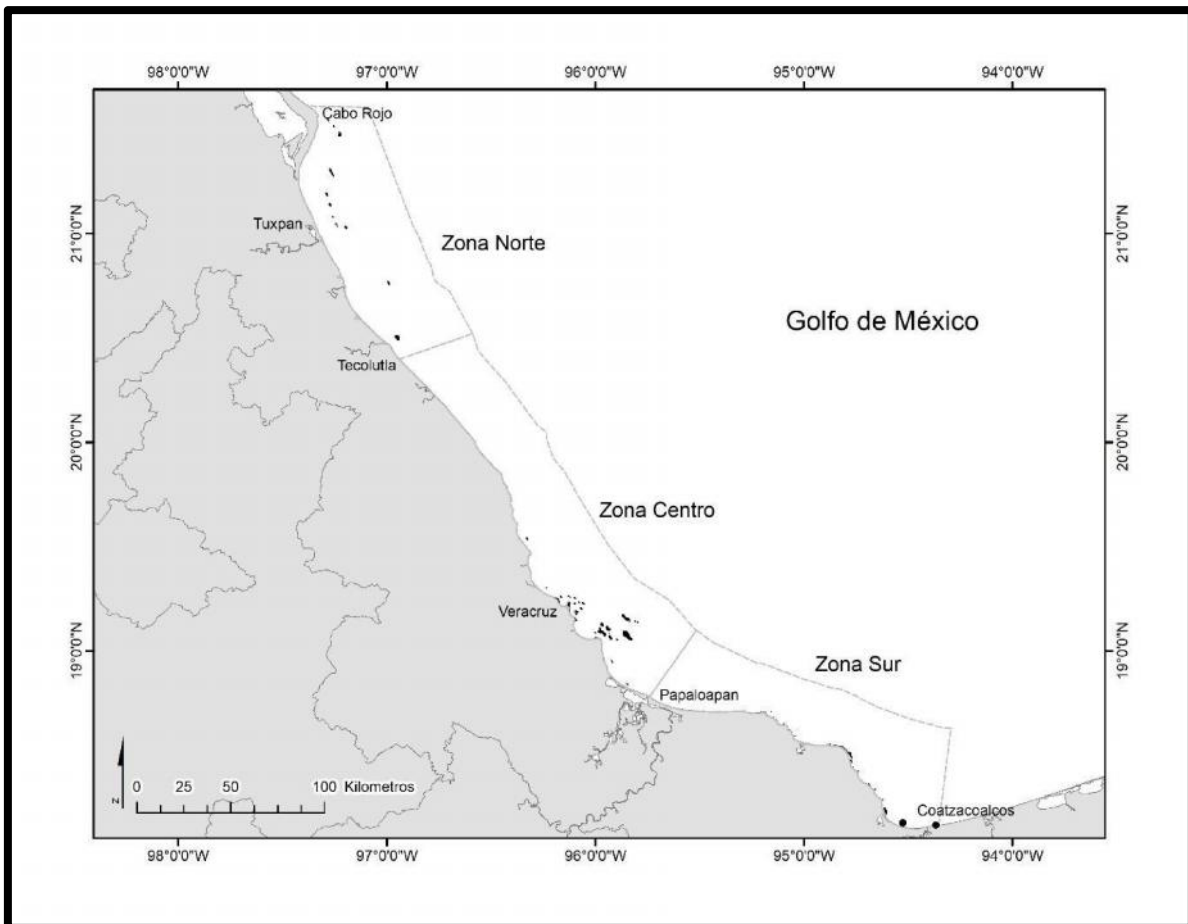 98°0'0"W 97°0'0"W 96°0'0"W 95°0'0"W 94°0'0"W
Cabo Rojo
21°0'0"N
Tuxpan
Zona Norte
21°0'0"N
Golfo de México
Tecolutla
20°0'0"N
20°0'0"N
Zona Centro
Veracruz
19°0'0"N
Zona Sur
19°0'0"N
Papaloapan
N
0 25 50 100 Kilometros
Coatzacoalcos
98°0'0"W 97°0'0"W 96°0'0"W 95°0'0"W 94°0'0"W